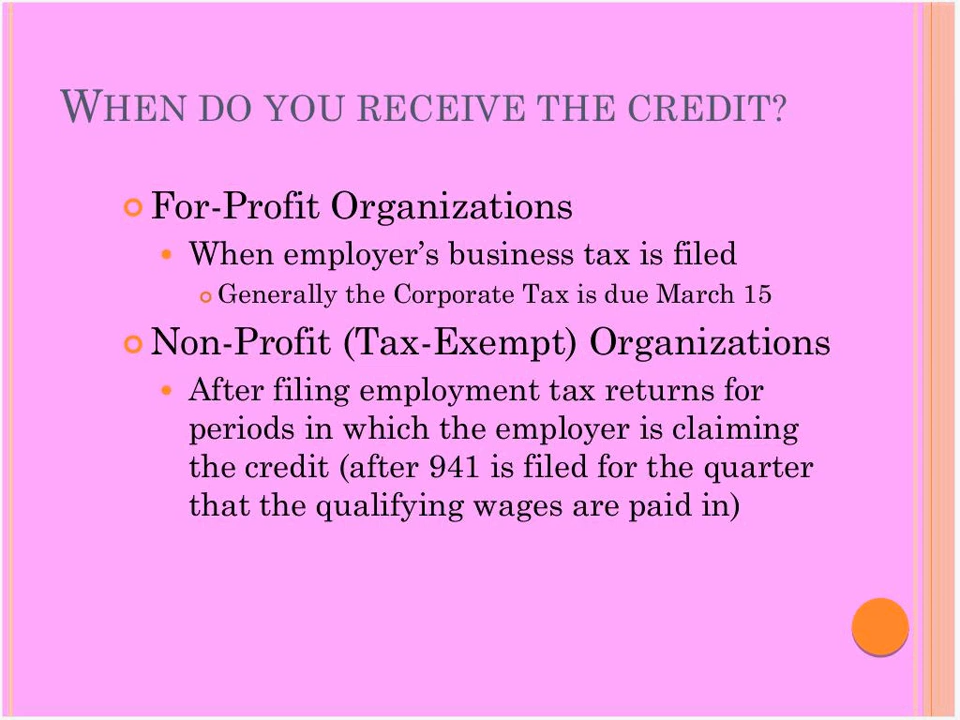 WHEN DO YOU RECEIVE THE CREDIT?
For-Profit Organizations
When employer’s business tax is filed
Generally the Corporate Tax is due March 15
Non-Profit (Tax-Exempt) Organizations
After filing employment tax returns for
periods in which the employer is claiming
the credit (after 941 is filed for the quarter
that the qualifying wages are paid in)